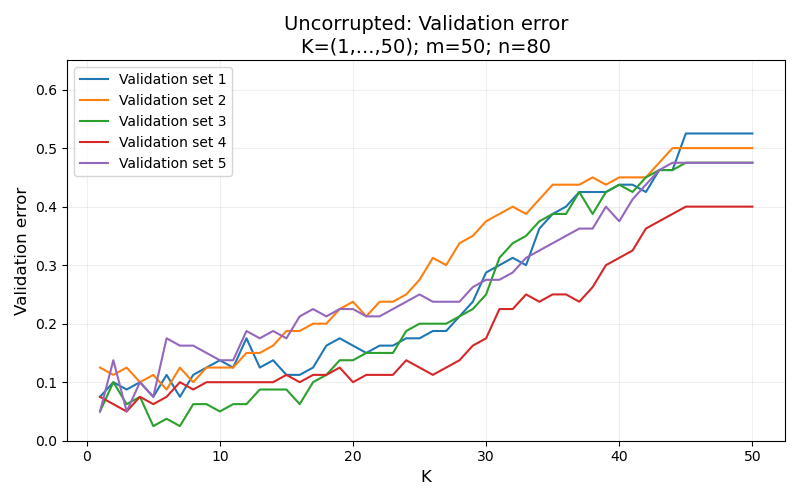 Uncorrupted: Validation error
K=(1,...,50); m=50; n=80
Validation set 1
Validation set 2
Validation set 3
Validation set 4
Validation set 5
Validation error
0.6
0.5
0.4
0.3
0.2
0.1
0.0
0
10
20
30
40
50
K